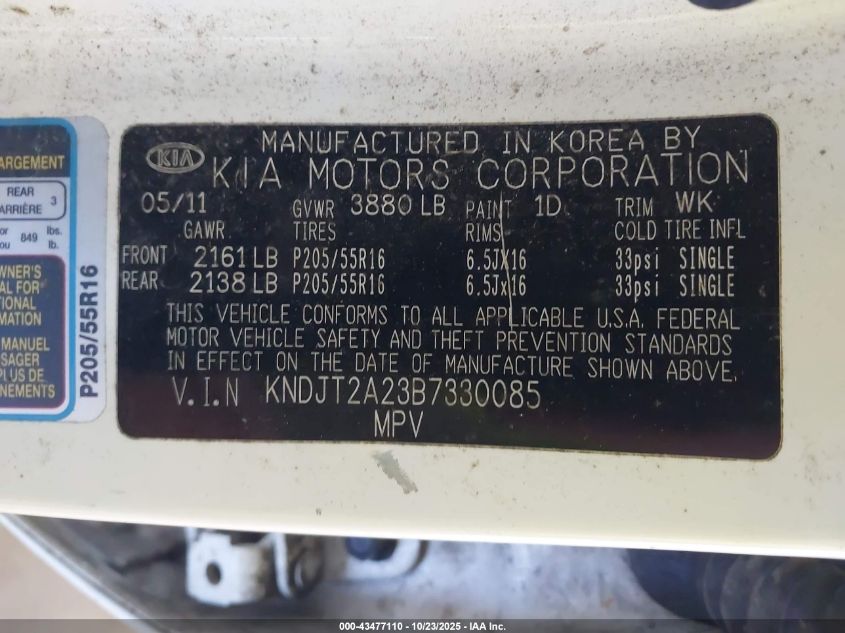 ARGEMENT
REAR
ARRIÈRE 3
849 lbs.
lb.
WNER'S
AL FOR
TIONAL
MATION
MANUEL
SAGER
PLUS DE
NEMENTS
P205/55R16
KIA
MANUFACTURED IN KOREA BY
KIA MOTORS CORPORATION
05/11 GVWR 3880 LB PAINT 1D TRIM WK
GAWR TIRES RIMS COLD TIRE INFL
FRONT 2161 LB P205/55R16 6.5JX16 33psi SINGLE
REAR 2138 LB P205/55R16 6.5Jx16 33psi SINGLE
THIS VEHICLE CONFORMS TO ALL APPLICABLE U.S.A. FEDERAL
MOTOR VEHICLE SAFETY AND THEFT PREVENTION STANDARDS
IN EFFECT ON THE DATE OF MANUFACTURE SHOWN ABOVE.
V.I.N KNDJT2A23B7330085
MPV
000-43477110 - 10/23/2025 - IAA Inc.